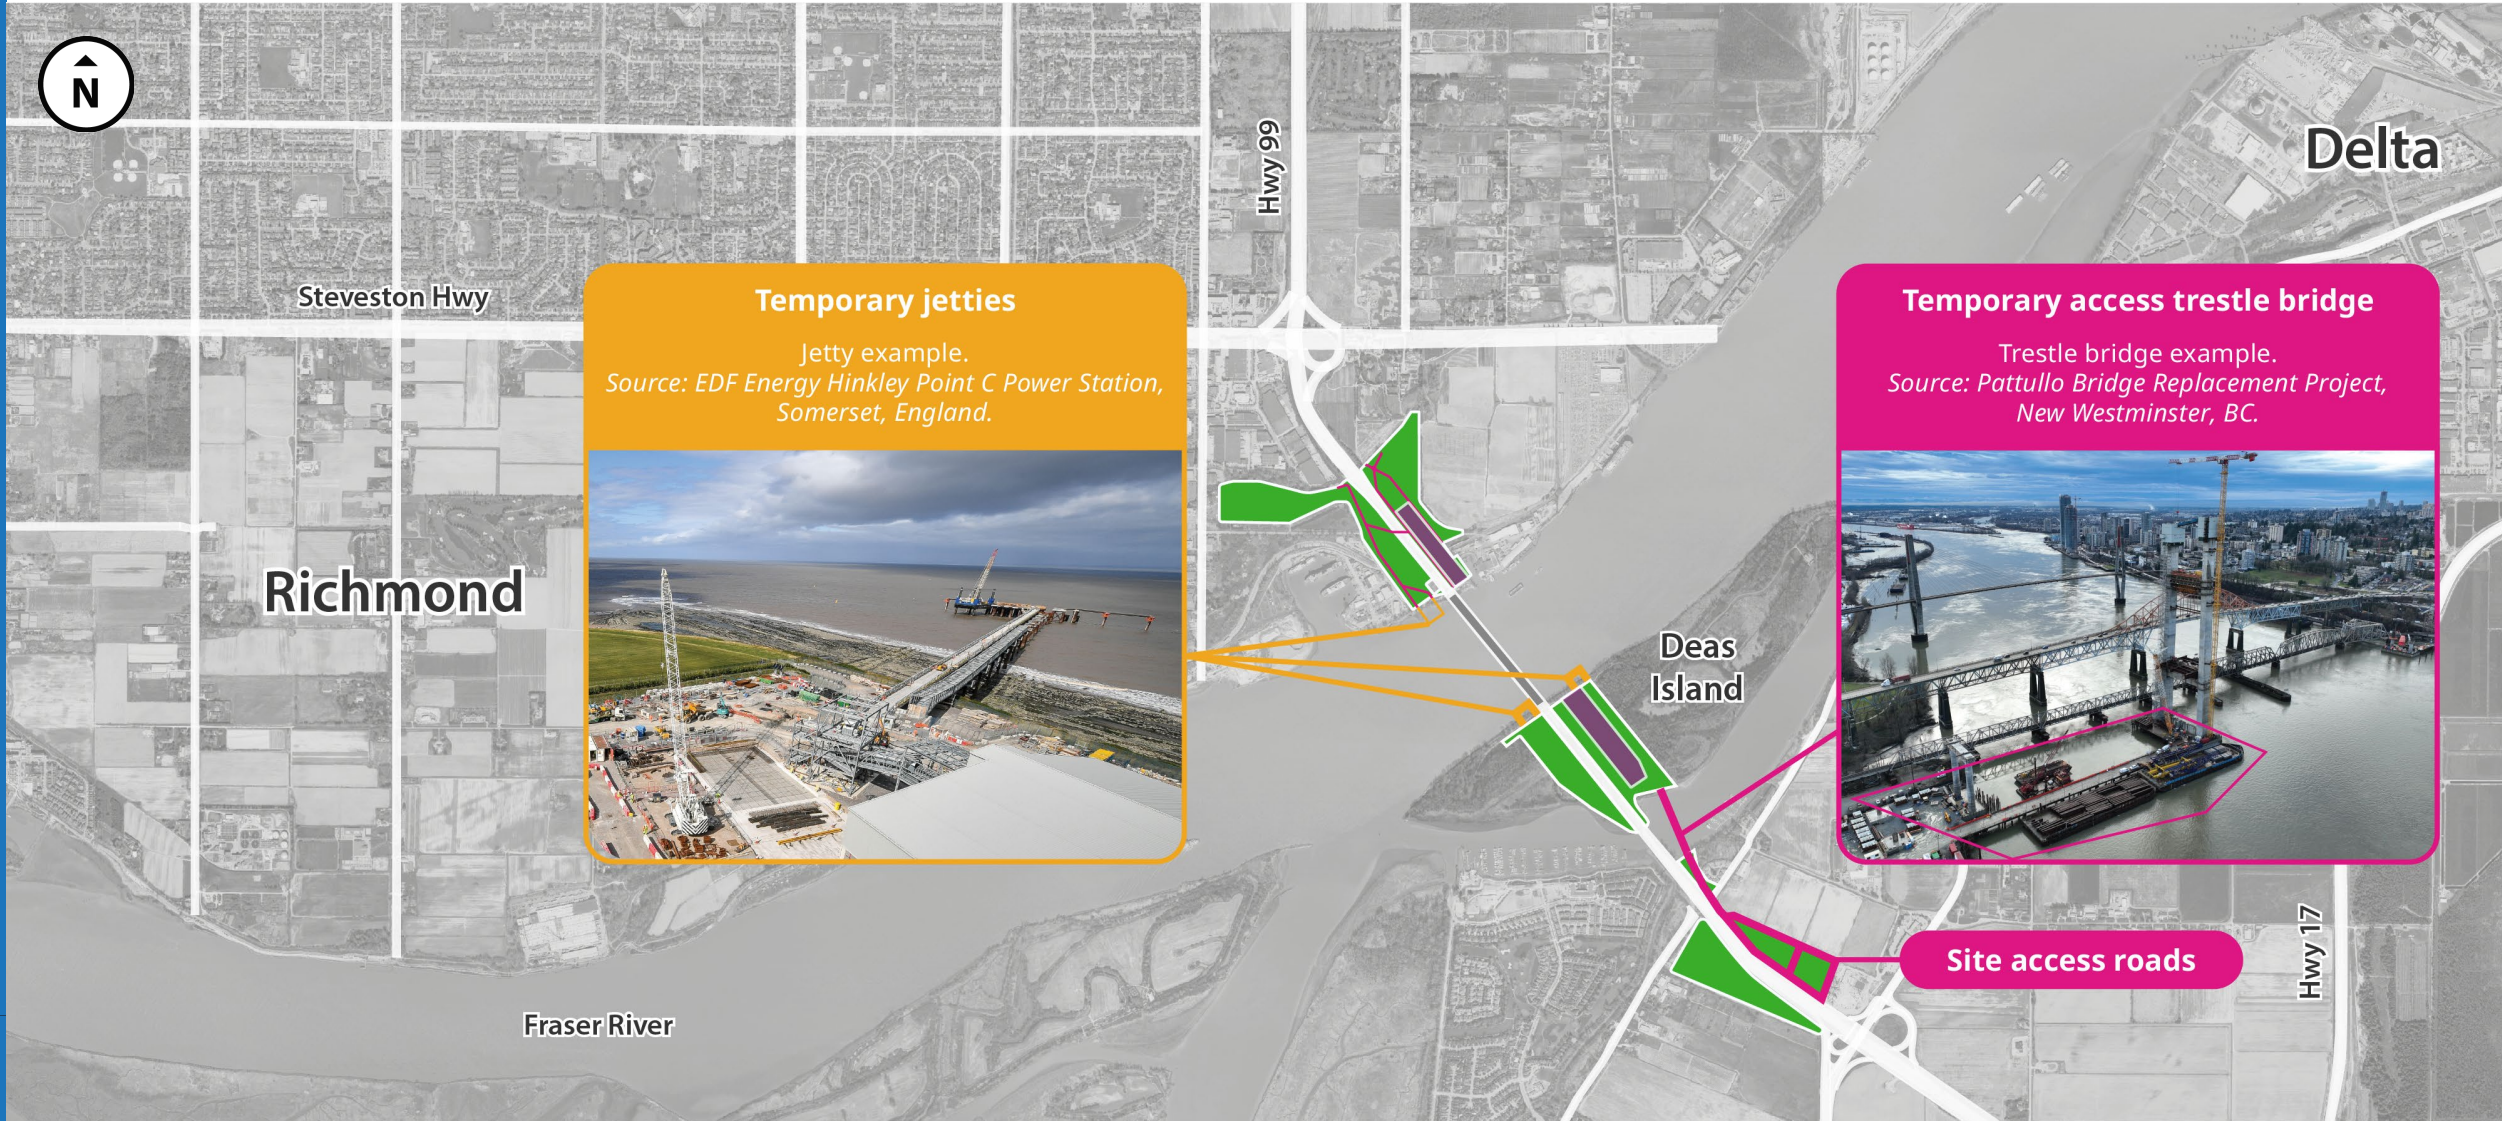 N
Hwy 99
Delta
Steveston Hwy
Temporary jetties
Jetty example.
Source: EDF Energy Hinkley Point C Power Station,
Somerset, England.
Temporary access trestle bridge
Trestle bridge example.
Source: Pattullo Bridge Replacement Project,
New Westminster, BC.
Richmond
Deas
Island
Site access roads
Hwy 17
Fraser River